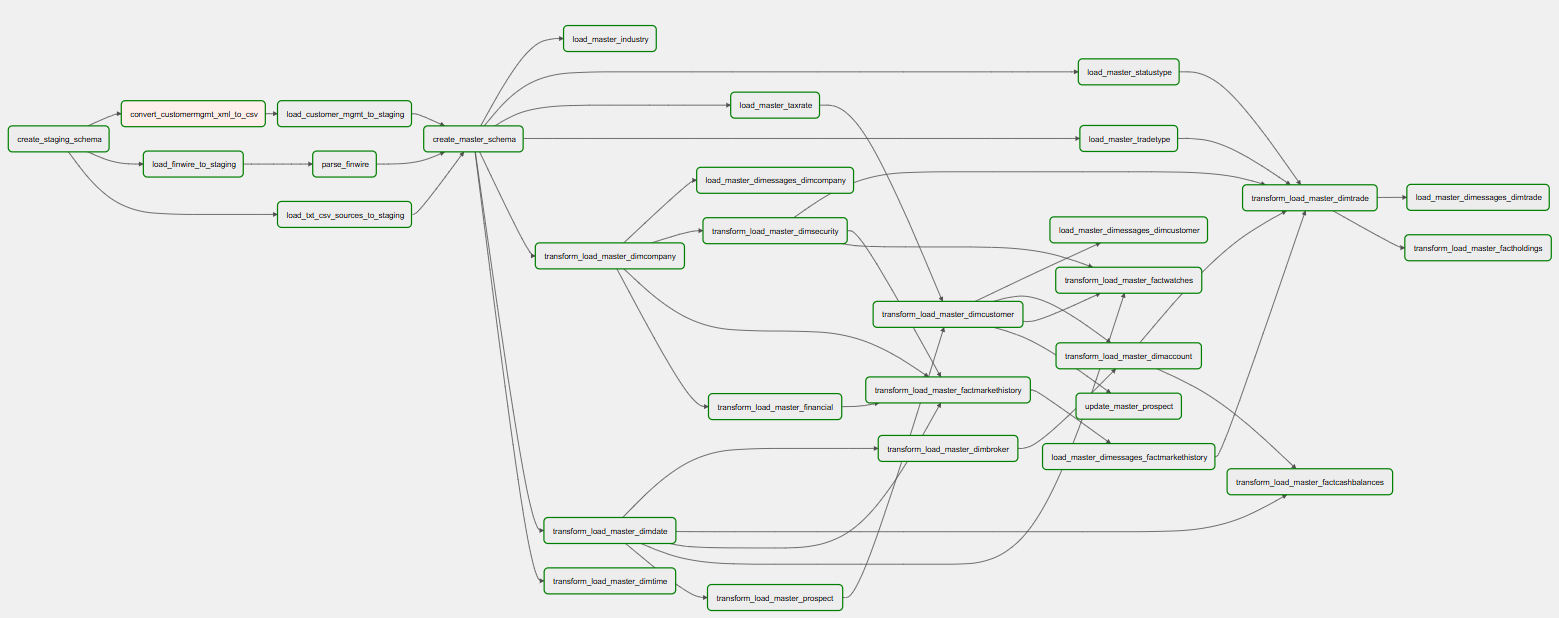 load_master_industry
load_master_statustype
load_master_taxrate
convert_customermgmt_xml_to_csv
load_customer_mgmt_to_staging
create_staging_schema
create_master_schema
load_master_tradetype
load_finwire_to_staging
parse_finwire
load_master_dimessages_dimcompany
transform_load_master_dimtrade
load_master_dimessages_dimtrade
load_txt_csv_sources_to_staging
transform_load_master_dimsecurity
load_master_dimessages_dimcustomer
transform_load_master_factholdings
transform_load_master_dimcompany
transform_load_master_factwatches
transform_load_master_dimcustomer
transform_load_master_dimaccount
transform_load_master_factmarkethistory
transform_load_master_financial
update_master_prospect
transform_load_master_dimbroker
load_master_dimessages_factmarkethistory
transform_load_master_factcashbalances
transform_load_master_dimdate
transform_load_master_dimtime
transform_load_master_prospect